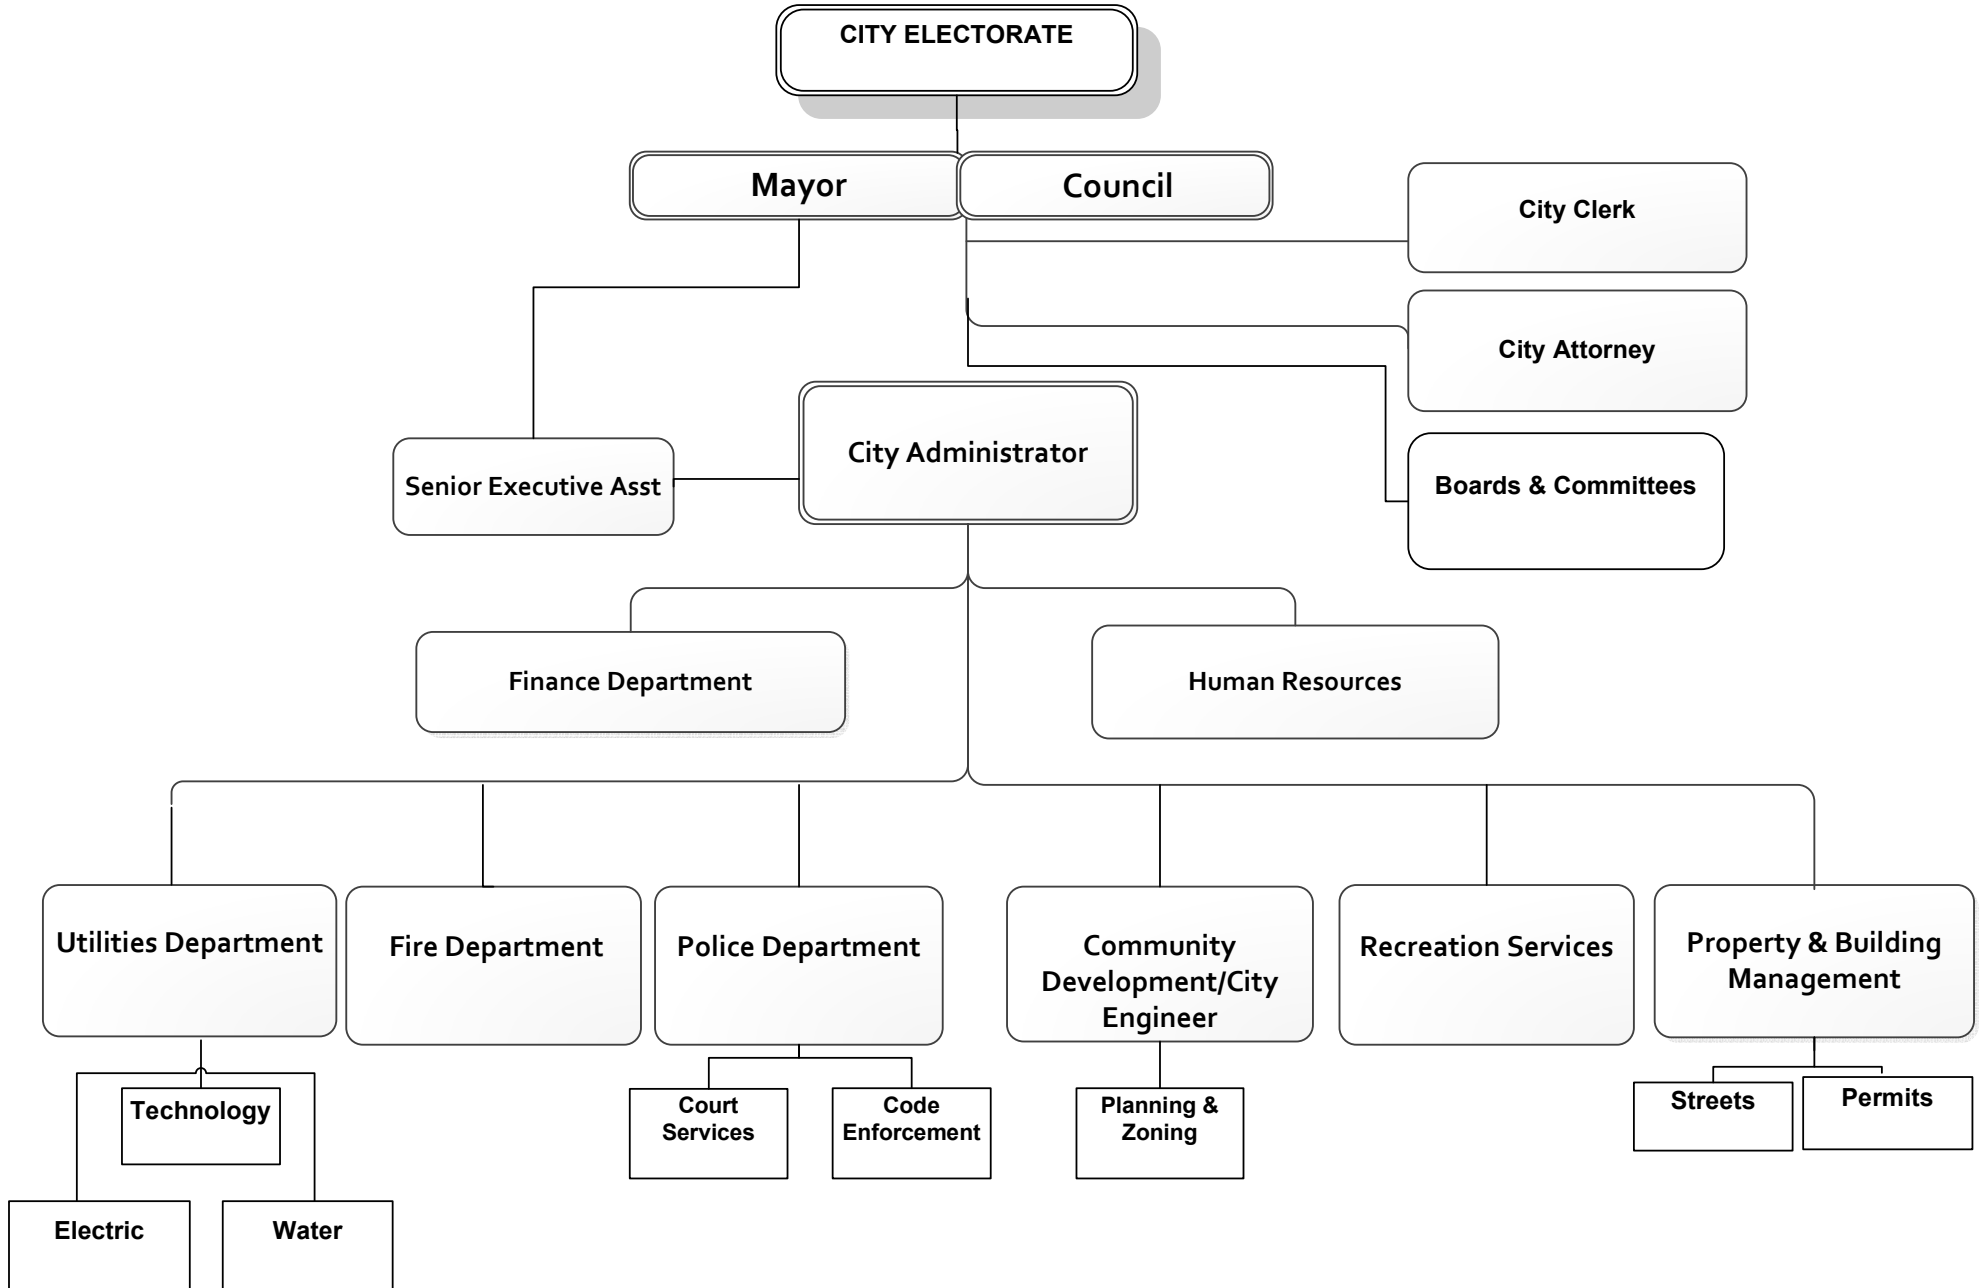 CITY ELECTORATE
Mayor
Council
City Clerk
City Attorney
City Administrator
Senior Executive Asst
Boards & Committees
Finance Department
Human Resources
Utilities Department
Fire Department
Police Department
Community
Development/City
Engineer
Recreation Services
Property & Building
Management
Technology
Court
Services
Code
Enforcement
Planning &
Zoning
Streets
Permits
Electric
Water